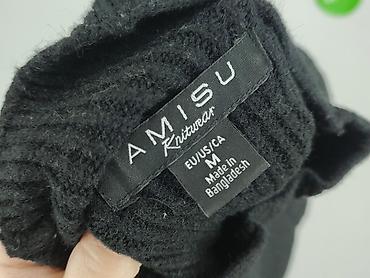 AMISU
Knitwear
EU/US/CA
M
Made in
Bangladesh